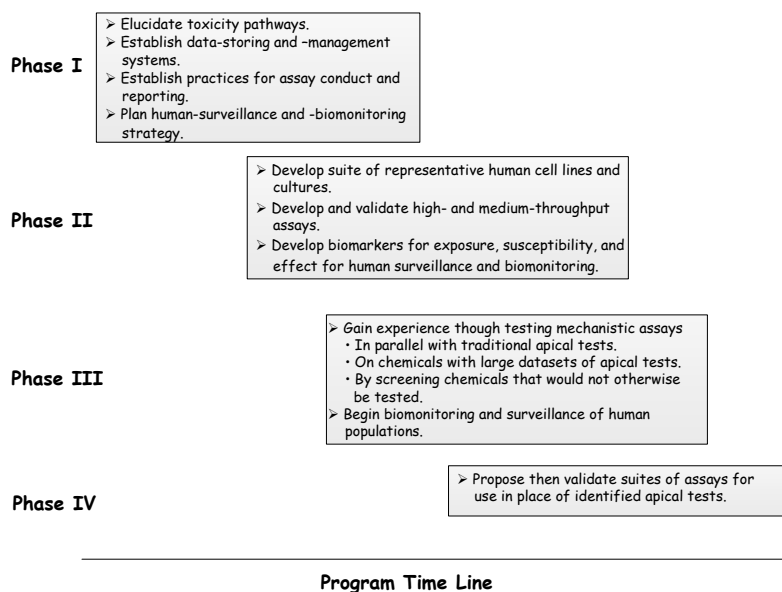 Phase I
➢ Elucidate toxicity pathways.
➢ Establish data-storing and –management
systems.
➢ Establish practices for assay conduct and
reporting.
➢ Plan human-surveillance and -biomonitoring
strategy.
Phase II
➢ Develop suite of representative human cell lines and
cultures.
➢ Develop and validate high- and medium-throughput
assays.
➢ Develop biomarkers for exposure, susceptibility, and
effect for human surveillance and biomonitoring.
Phase III
➢ Gain experience though testing mechanistic assays
• In parallel with traditional apical tests.
• On chemicals with large datasets of apical tests.
• By screening chemicals that would not otherwise
be tested.
➢ Begin biomonitoring and surveillance of human
populations.
Phase IV
➢ Propose then validate suites of assays for
use in place of identified apical tests.
Program Time Line